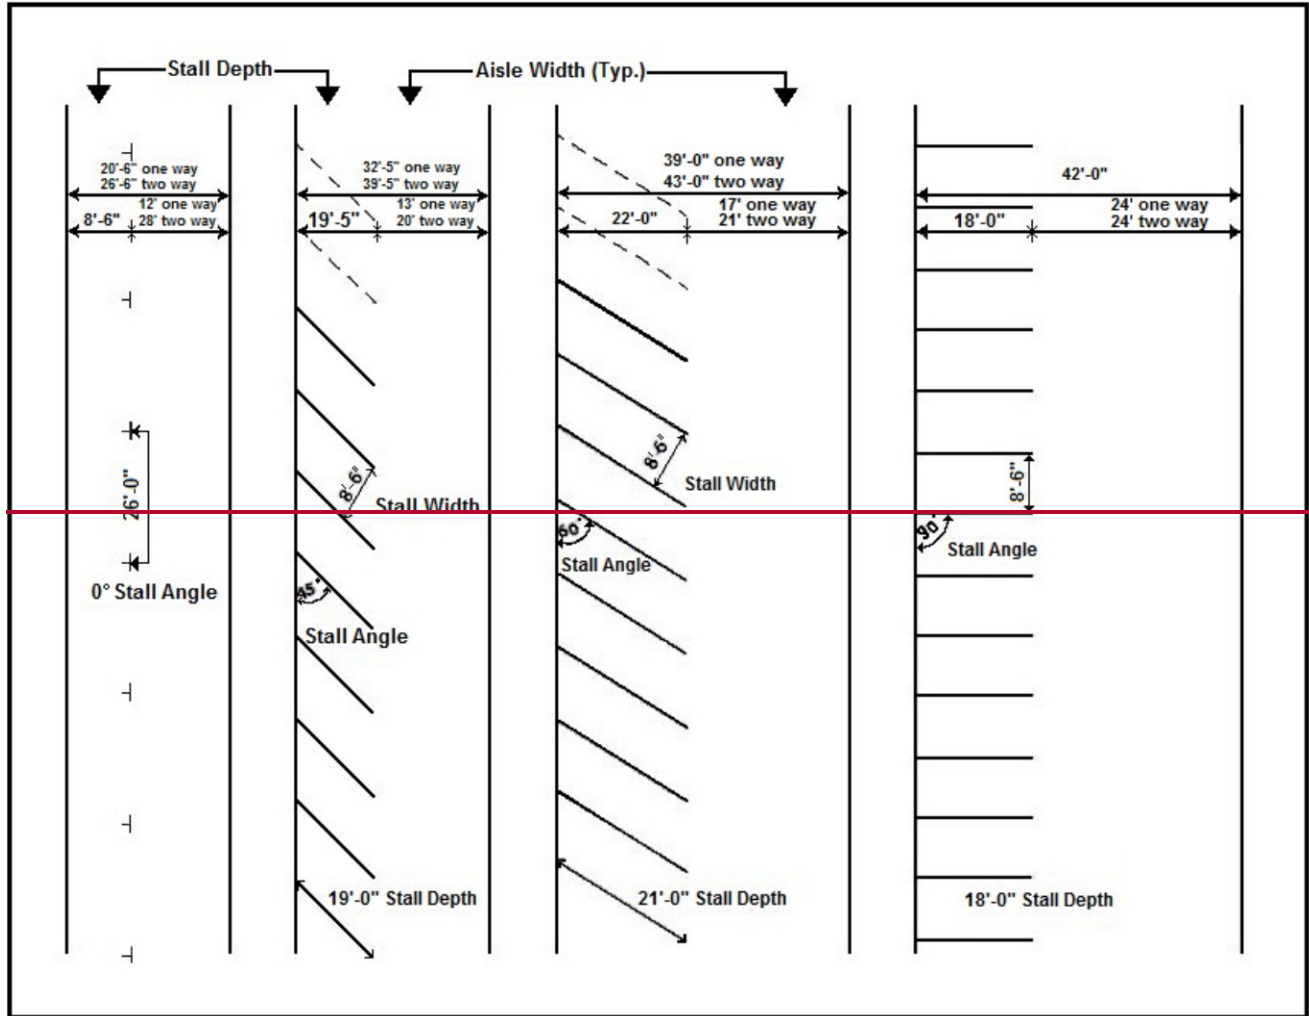 Stall Depth
Aisle Width (Typ.)
20'-6" one way
26'-6" two way
12' one way
8'-6"
28' two way
32'-5" one way
39'-5" two way
13' one way
19'-5"
20' two way
39'-0" one way
43'-0" two way
17' one way
22'-0"
21' two way
42'-0"
24' one way
18'-0"
24' two way
26'-0"
0° Stall Angle
8'-6"
Stall Width
45°
Stall Angle
8'-6"
Stall Width
60°
Stall Angle
8'-6"
90°
Stall Angle
19'-0" Stall Depth
21'-0" Stall Depth
18'-0" Stall Depth